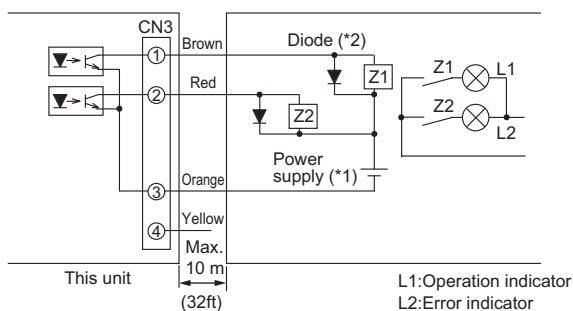 CN3
1 Brown
Diode (*2)
Z1
Z1
L1
2 Red
Z2
Z2
L2
Power
supply (*1)
3 Orange
4 Yellow
Max.
10 m
(32ft)
This unit
L1:Operation indicator
L2:Error indicator